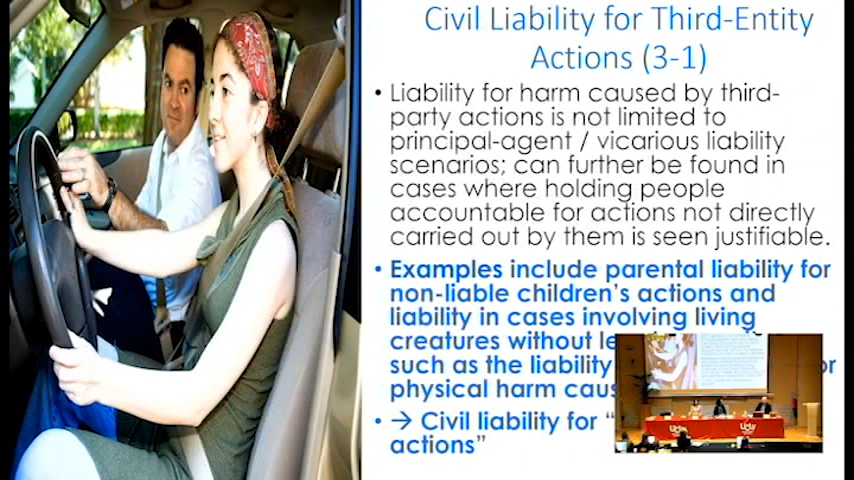 Civil Liability for Third-Entity
Actions (3-1)
• Liability for harm caused by third-
party actions is not limited to
principal-agent / vicarious liability
scenarios; can further be found in
cases where holding people
accountable for actions not directly
carried out by them is seen justifiable.
• Examples include parental liability for
non-liable children's actions and
liability in cases involving living
creatures without
such as the liability
physical harm
• → Civil liability for "
actions"